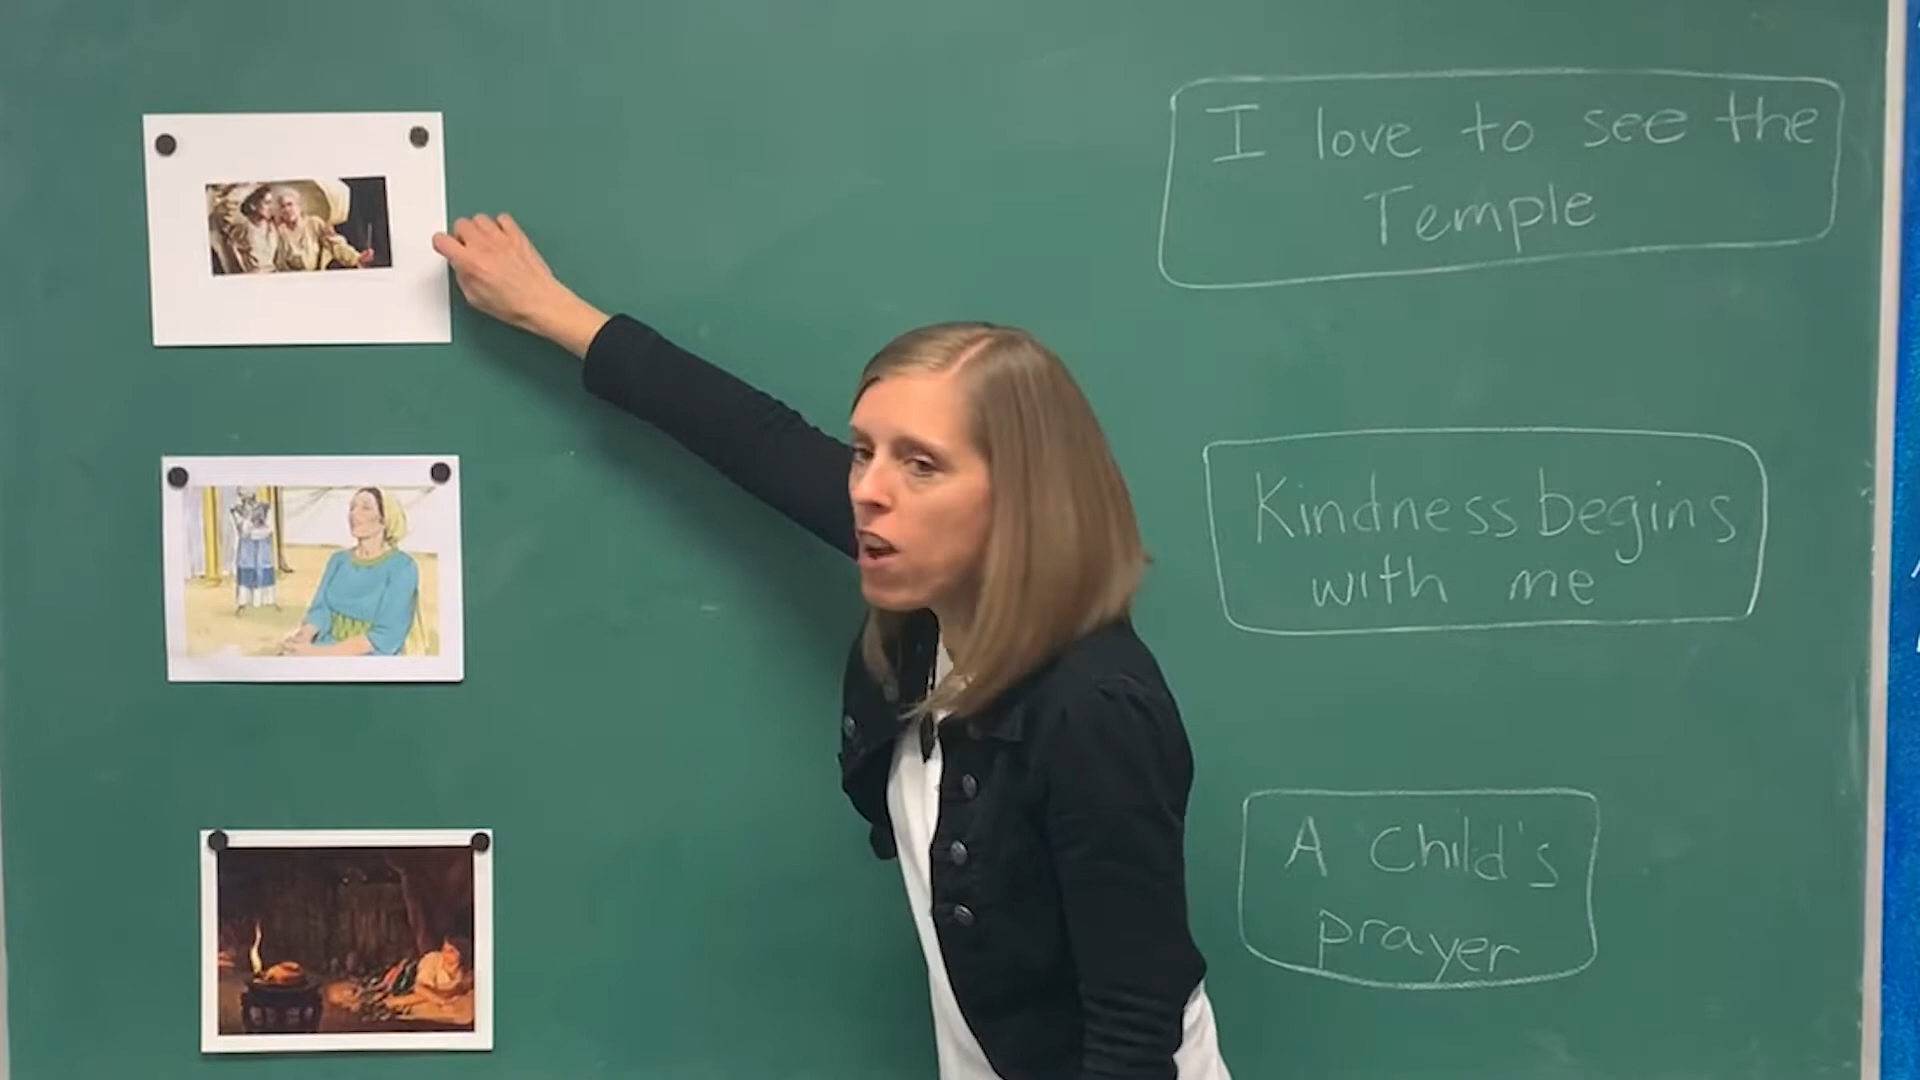 I love to see the
Temple
Kindness begins
with me
A Child's
prayer